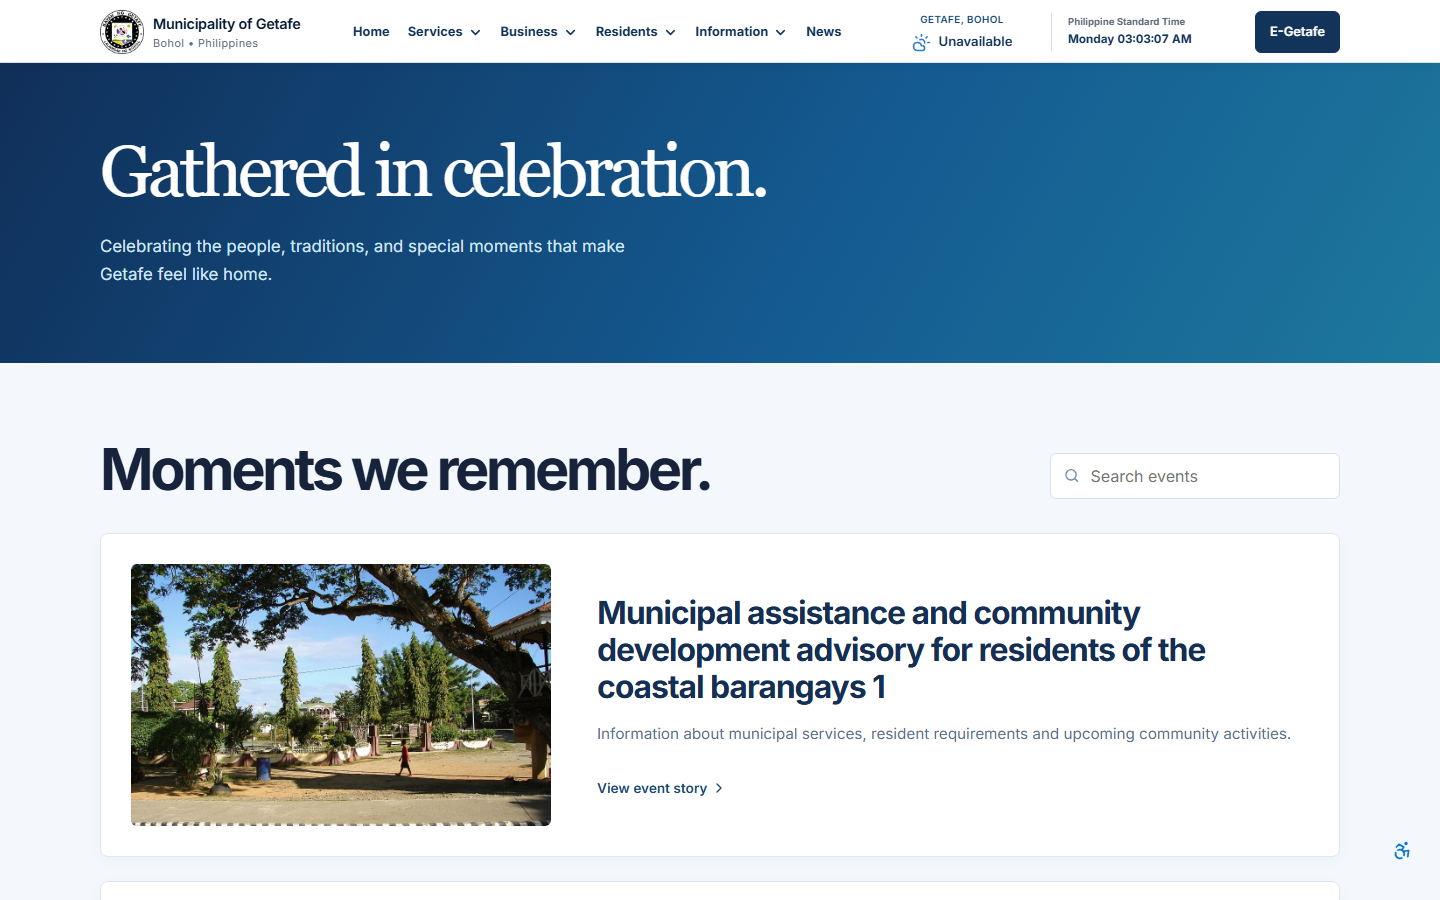 Municipality of Getafe
Bohol • Philippines
Home
Services
Business
Residents
Information
News
GETAFE, BOHOL
Unavailable
Philippine Standard Time
Monday 03:03:07 AM
E-Getafe
Gathered in celebration.
Celebrating the people, traditions, and special moments that make
Getafe feel like home.
Moments we remember.
Search events
Municipal assistance and community
development advisory for residents of the
coastal barangays 1
Information about municipal services, resident requirements and upcoming community activities.
View event story